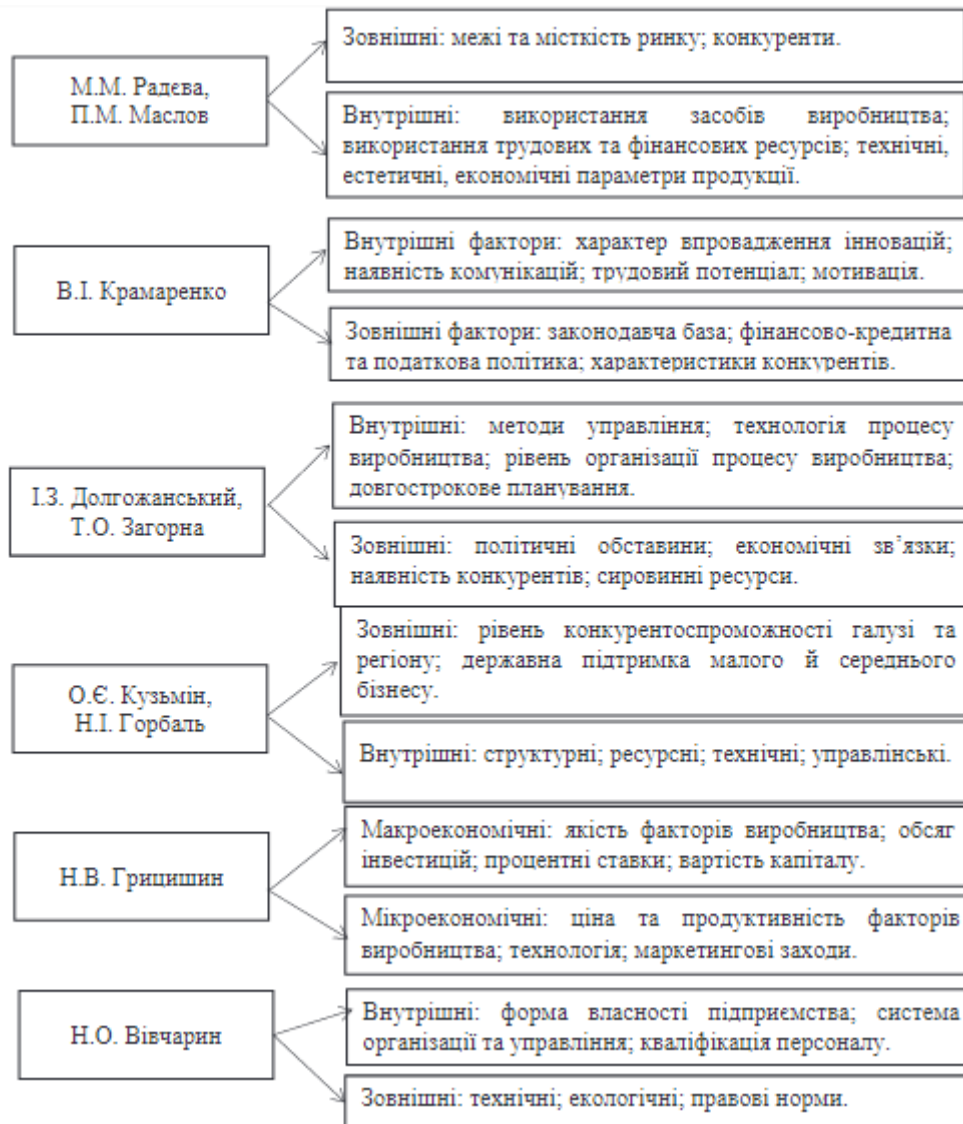 Зовнішні: межі та місткість ринку; конкуренти.
М.М. Радєва,
П.М. Маслов
Внутрішні: використання засобів виробництва;
використання трудових та фінансових ресурсів; технічні,
естетичні, економічні параметри продукції.
Внутрішні фактори: характер впровадження інновацій;
наявність комунікацій; трудовий потенціал; мотивація.
В.І. Крамаренко
Зовнішні фактори: законодавча база; фінансово-кредитна
та податкова політика; характеристики конкурентів.
Внутрішні: методи управління; технологія процесу
виробництва; рівень організації процесу виробництва;
довгострокове планування.
І.З. Долгожанський,
Т.О. Загорна
Зовнішні: політичні обставини; економічні зв’язки;
наявність конкурентів; сировинні ресурси.
Зовнішні: рівень конкурентоспроможності галузі та
регіону; державна підтримка малого й середнього
бізнесу.
О.Є. Кузьмін,
Н.І. Горбаль
Внутрішні: структурні; ресурсні; технічні; управлінські.
Макроекономічні: якість факторів виробництва; обсяг
інвестицій; процентні ставки; вартість капіталу.
Н.В. Грицишин
Мікроекономічні: ціна та продуктивність факторів
виробництва; технологія; маркетингові заходи.
Внутрішні: форма власності підприємства; система
організації та управління; кваліфікація персоналу.
Н.О. Вівчарин
Зовнішні: технічні; екологічні; правові норми.